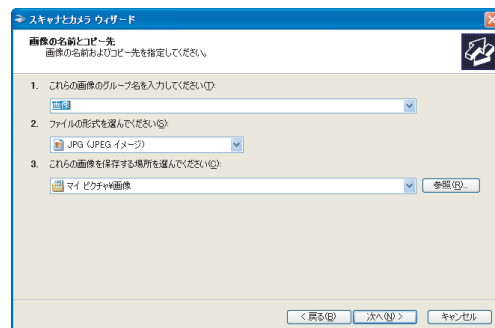 スキャナとカメラ ウィザード
画像の名前とコピー先
画像の名前およびコピー先を指定してください。
1. これらの画像のグループ名を入力してください(T):
画像
2. ファイルの形式を選んでください(S):
JPG (JPEG イメージ)
3. これらの画像を保存する場所を選んでください(C):
マイ ピクチャ¥画像
参照(R)...
< 戻る(B)
次へ(N) >
キャンセル